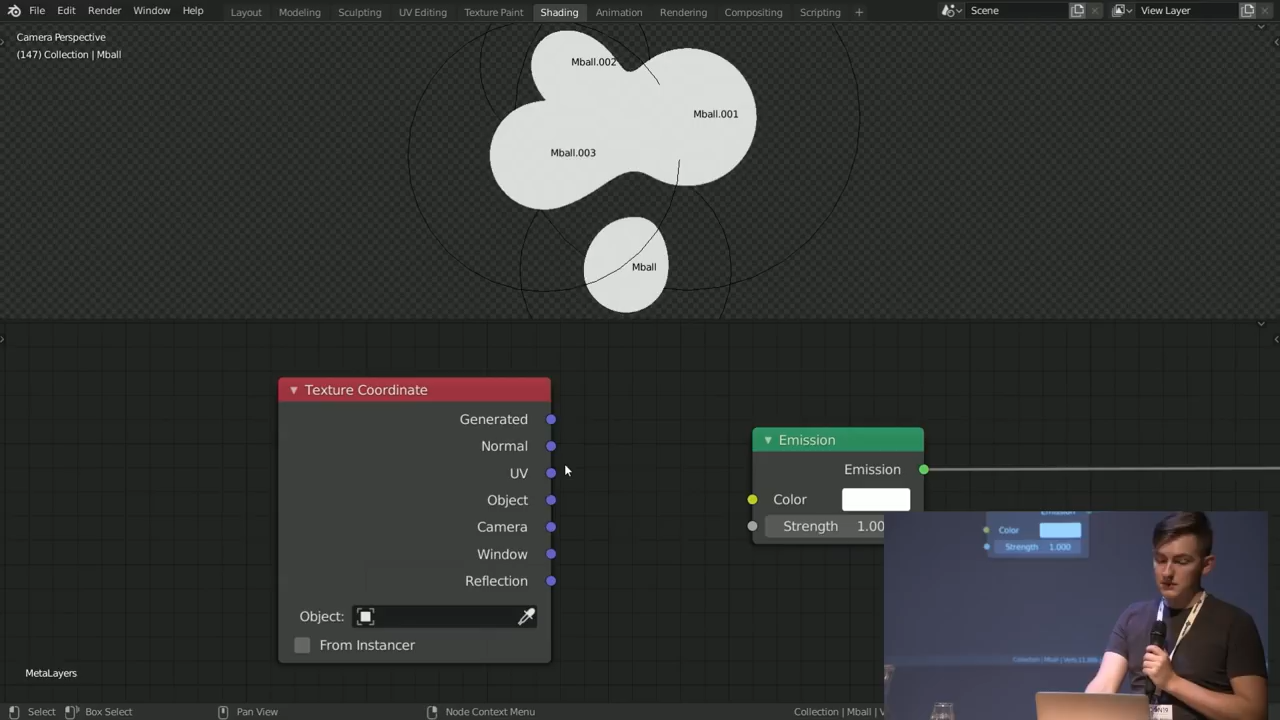 File Edit Render Window Help Layout Modeling Sculpting UV Editing Texture Paint Shading Animation Rendering Compositing Scripting + Scene View Layer
Camera Perspective
(147) Collection | Mball
Mball.002
Mball.001
Mball.003
Mball
Texture Coordinate
Generated
Normal
UV
Object
Camera
Window
Reflection
Object:
From Instancer
Emission
Emission
Color
Strength 1.00
Color
Strength 1.000
MetaLayers
Select Box Select Pan View Node Context Menu Collection | Mball | V